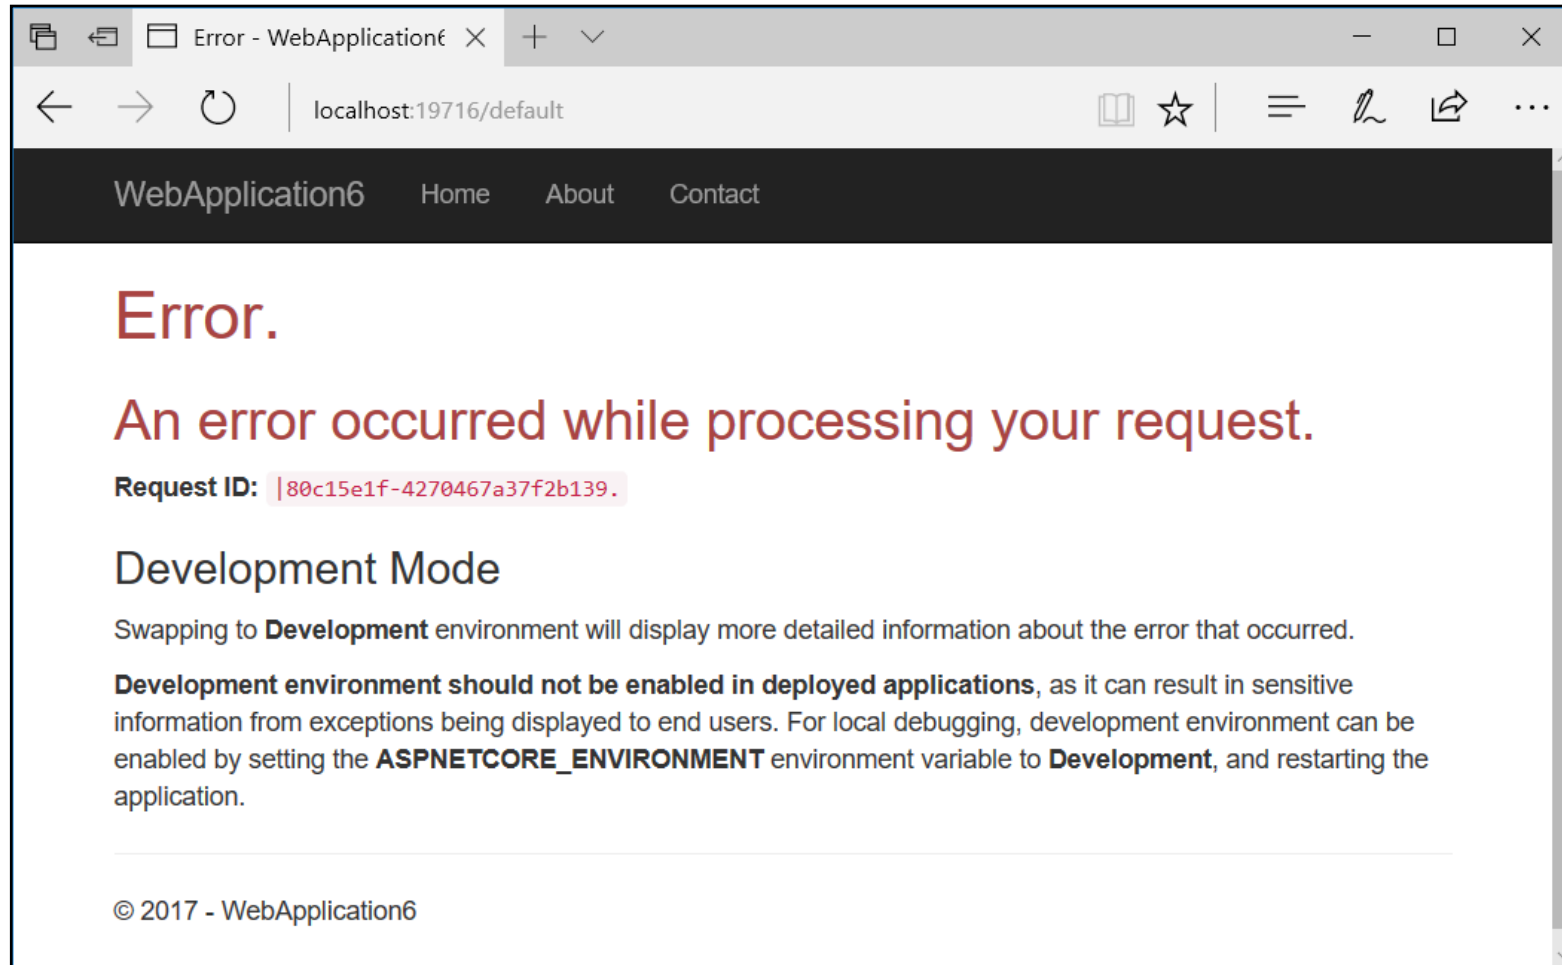 Error - WebApplication6
localhost:19716/default
WebApplication6 Home About Contact
Error.
An error occurred while processing your request.
Request ID: |80c15e1f-4270467a37f2b139.
Development Mode
Swapping to Development environment will display more detailed information about the error that occurred.
Development environment should not be enabled in deployed applications, as it can result in sensitive
information from exceptions being displayed to end users. For local debugging, development environment can be
enabled by setting the ASPNETCORE_ENVIRONMENT environment variable to Development, and restarting the
application.
© 2017 - WebApplication6